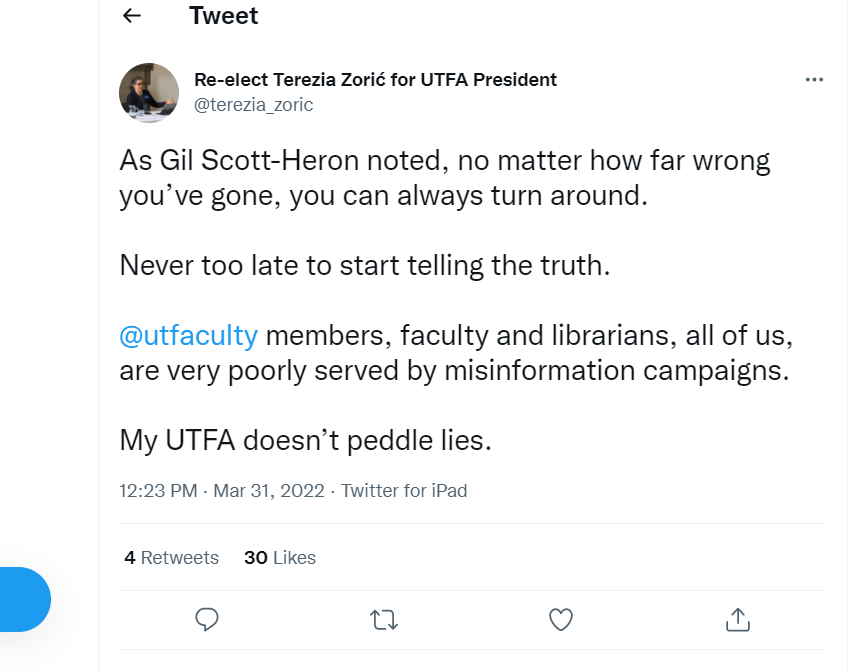 Tweet
Re-elect Terezia Zorić for UTFA President
@terezia_zoric
As Gil Scott-Heron noted, no matter how far wrong
you’ve gone, you can always turn around.
Never too late to start telling the truth.
@utfaculty members, faculty and librarians, all of us,
are very poorly served by misinformation campaigns.
My UTFA doesn’t peddle lies.
12:23 PM · Mar 31, 2022 · Twitter for iPad
4 Retweets 30 Likes